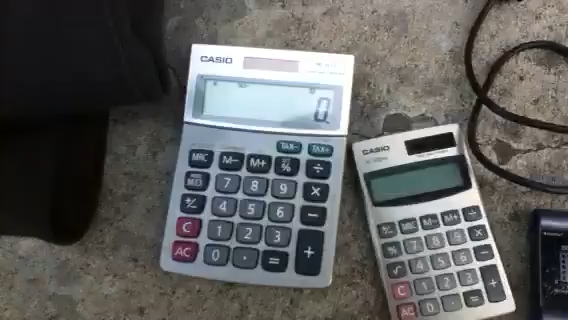 CASIO
0.
TAX- TAX+
MRC M- M+ % ÷
7 8 9 ×
+/- 4 5 6 −
C 1 2 3 +
AC 0 · =
CASIO
+/- MRC M- M+ ÷
% 7 8 9 ×
√ 4 5 6 −
C 1 2 3 +
AC 0 · =